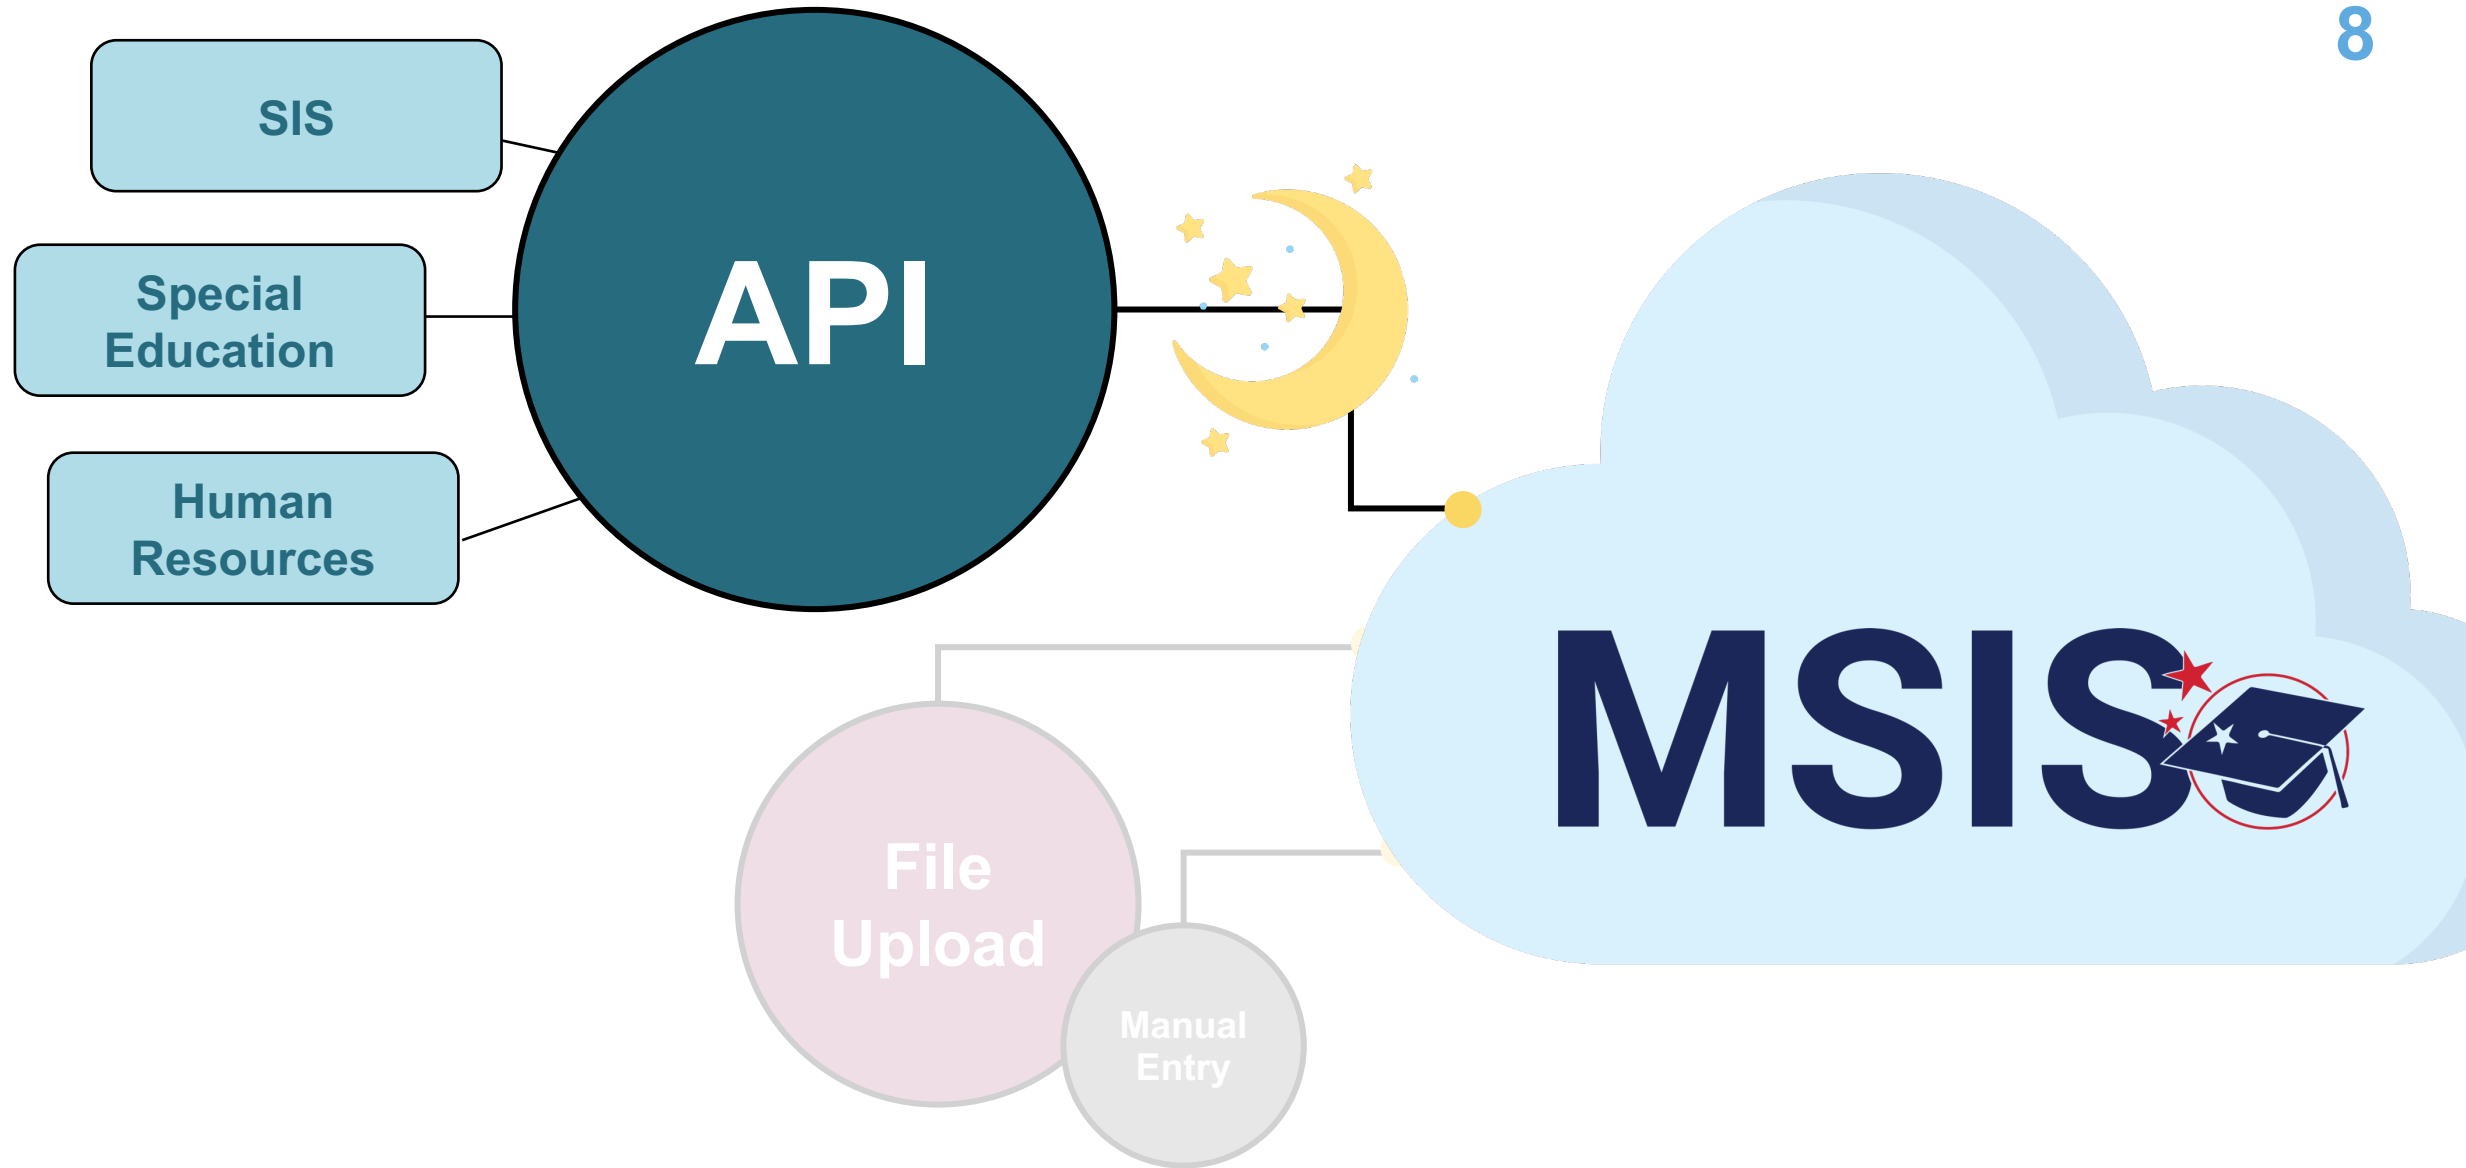 8
SIS
Special
Education
Human
Resources
API
File
Upload
Manual
Entry
MSIS